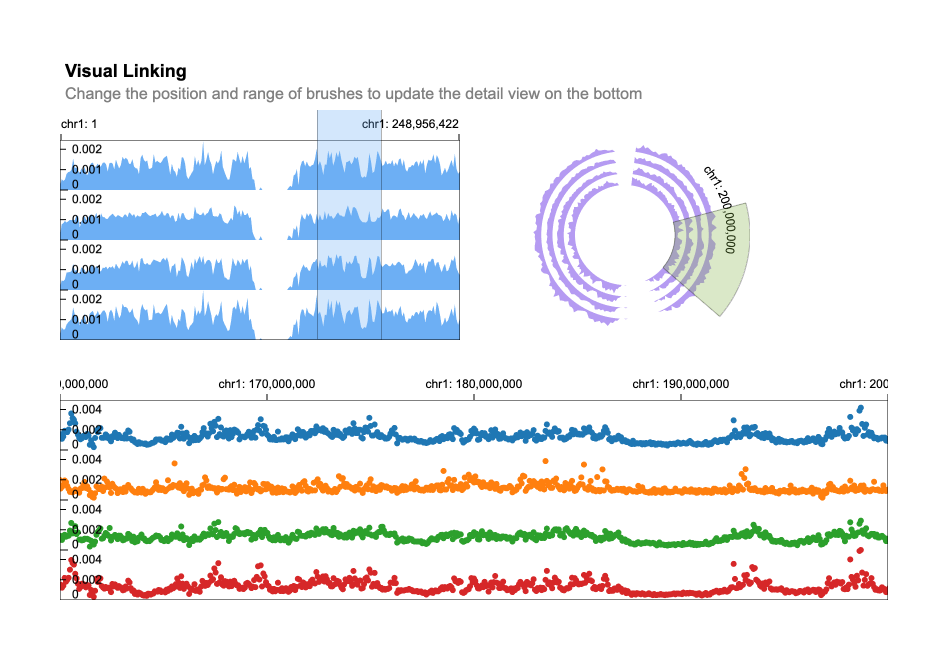 Visual Linking
Change the position and range of brushes to update the detail view on the bottom
chr1: 1
chr1: 248,956,422
0.002
0.001
0
0.002
0.001
0
0.002
0.001
0
0.002
0.001
0
chr1: 200,000,000
0,000,000
chr1: 170,000,000
chr1: 180,000,000
chr1: 190,000,000
chr1: 200
0.004
0.002
0
0.004
0.002
0
0.004
0.002
0
0.004
0.002
0